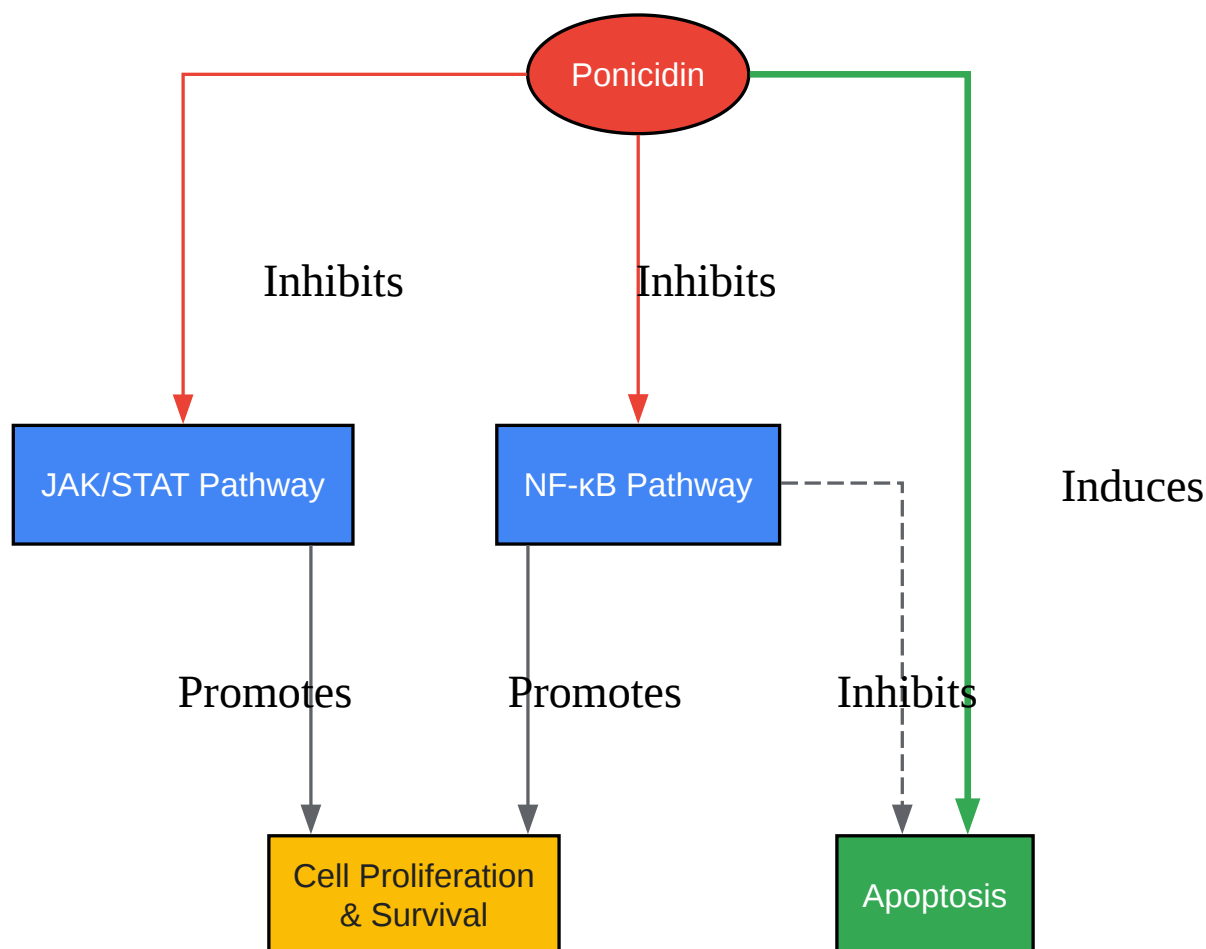 Ponicidin
Inhibits
Inhibits
JAK/STAT Pathway
NF-κB Pathway
Induces
Promotes
Promotes
Inhibits
Cell Proliferation
& Survival
Apoptosis